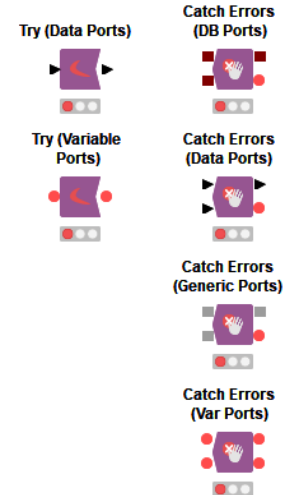 Try (Data Ports)
Catch Errors
(DB Ports)
Try (Variable
Ports)
Catch Errors
(Data Ports)
Catch Errors
(Generic Ports)
Catch Errors
(Var Ports)